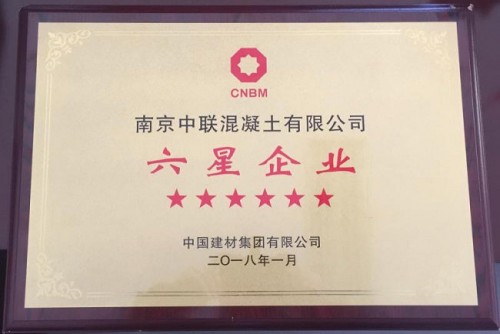 CNBM
南京中联混凝土有限公司
六星企业
★★★★★★
中国建材集团有限公司
二〇一八年一月